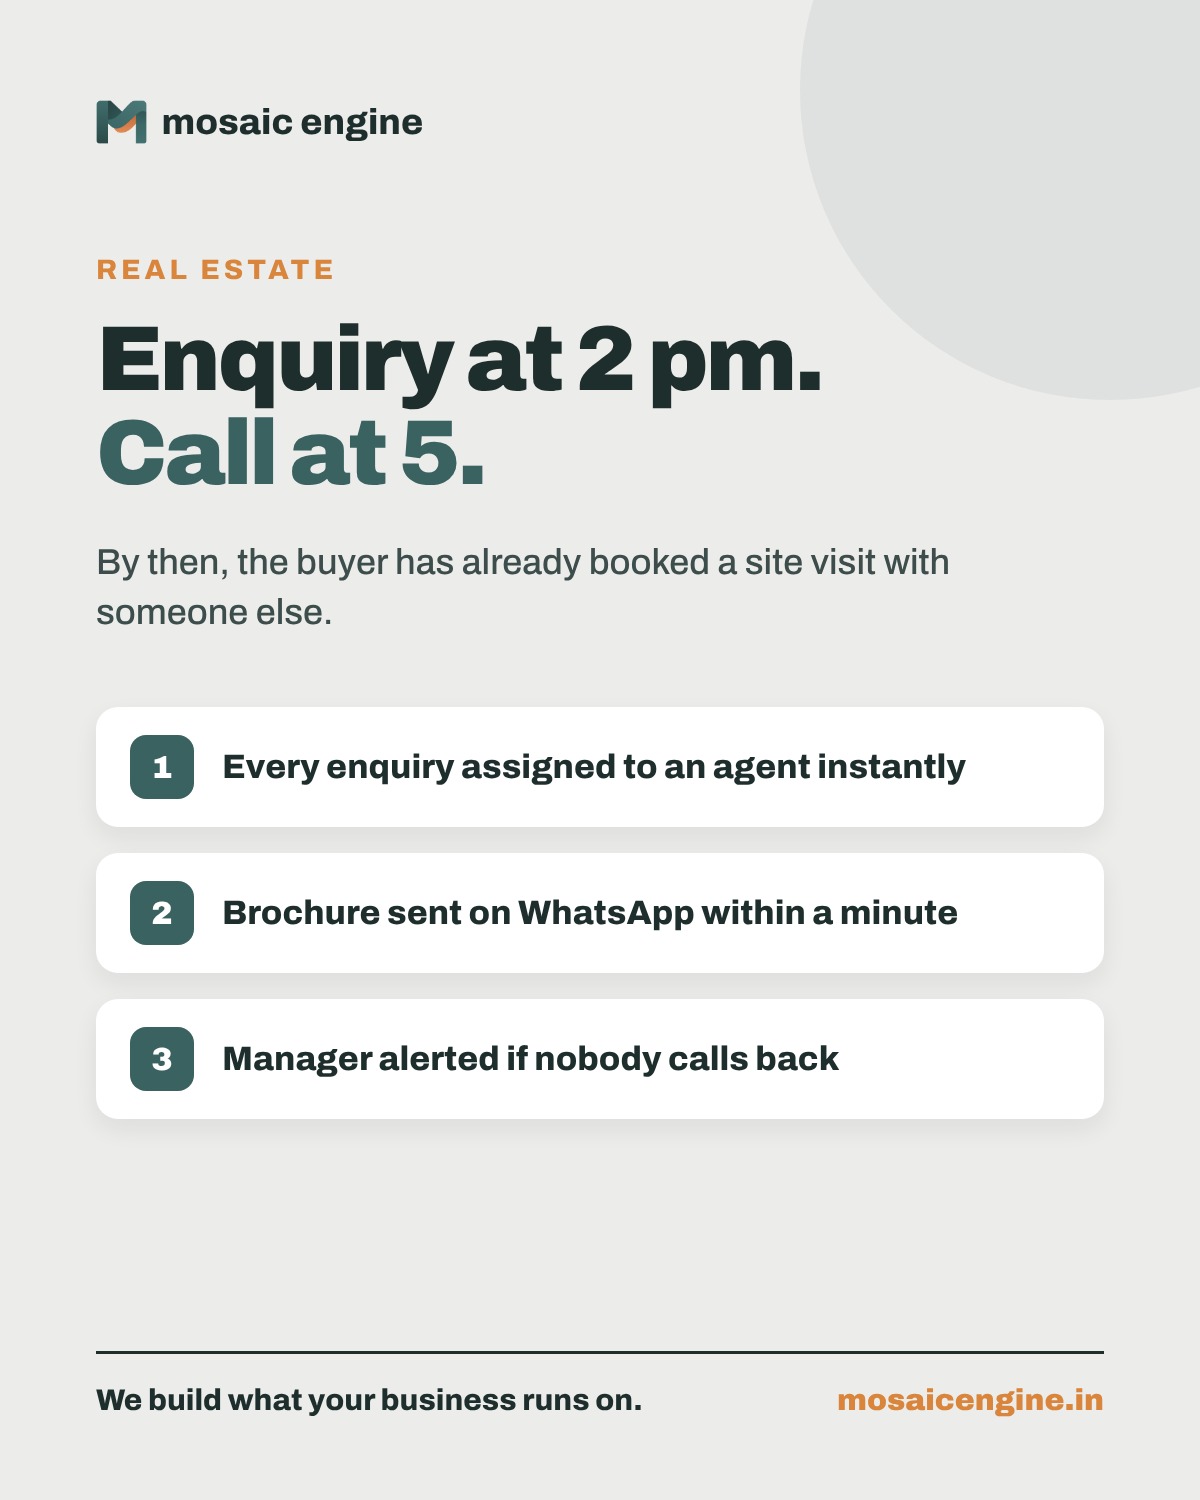 mosaic engine
REAL ESTATE
Enquiry at 2 pm.
Call at 5.
By then, the buyer has already booked a site visit with
someone else.
1 Every enquiry assigned to an agent instantly
2 Brochure sent on WhatsApp within a minute
3 Manager alerted if nobody calls back
We build what your business runs on.
mosaicengine.in